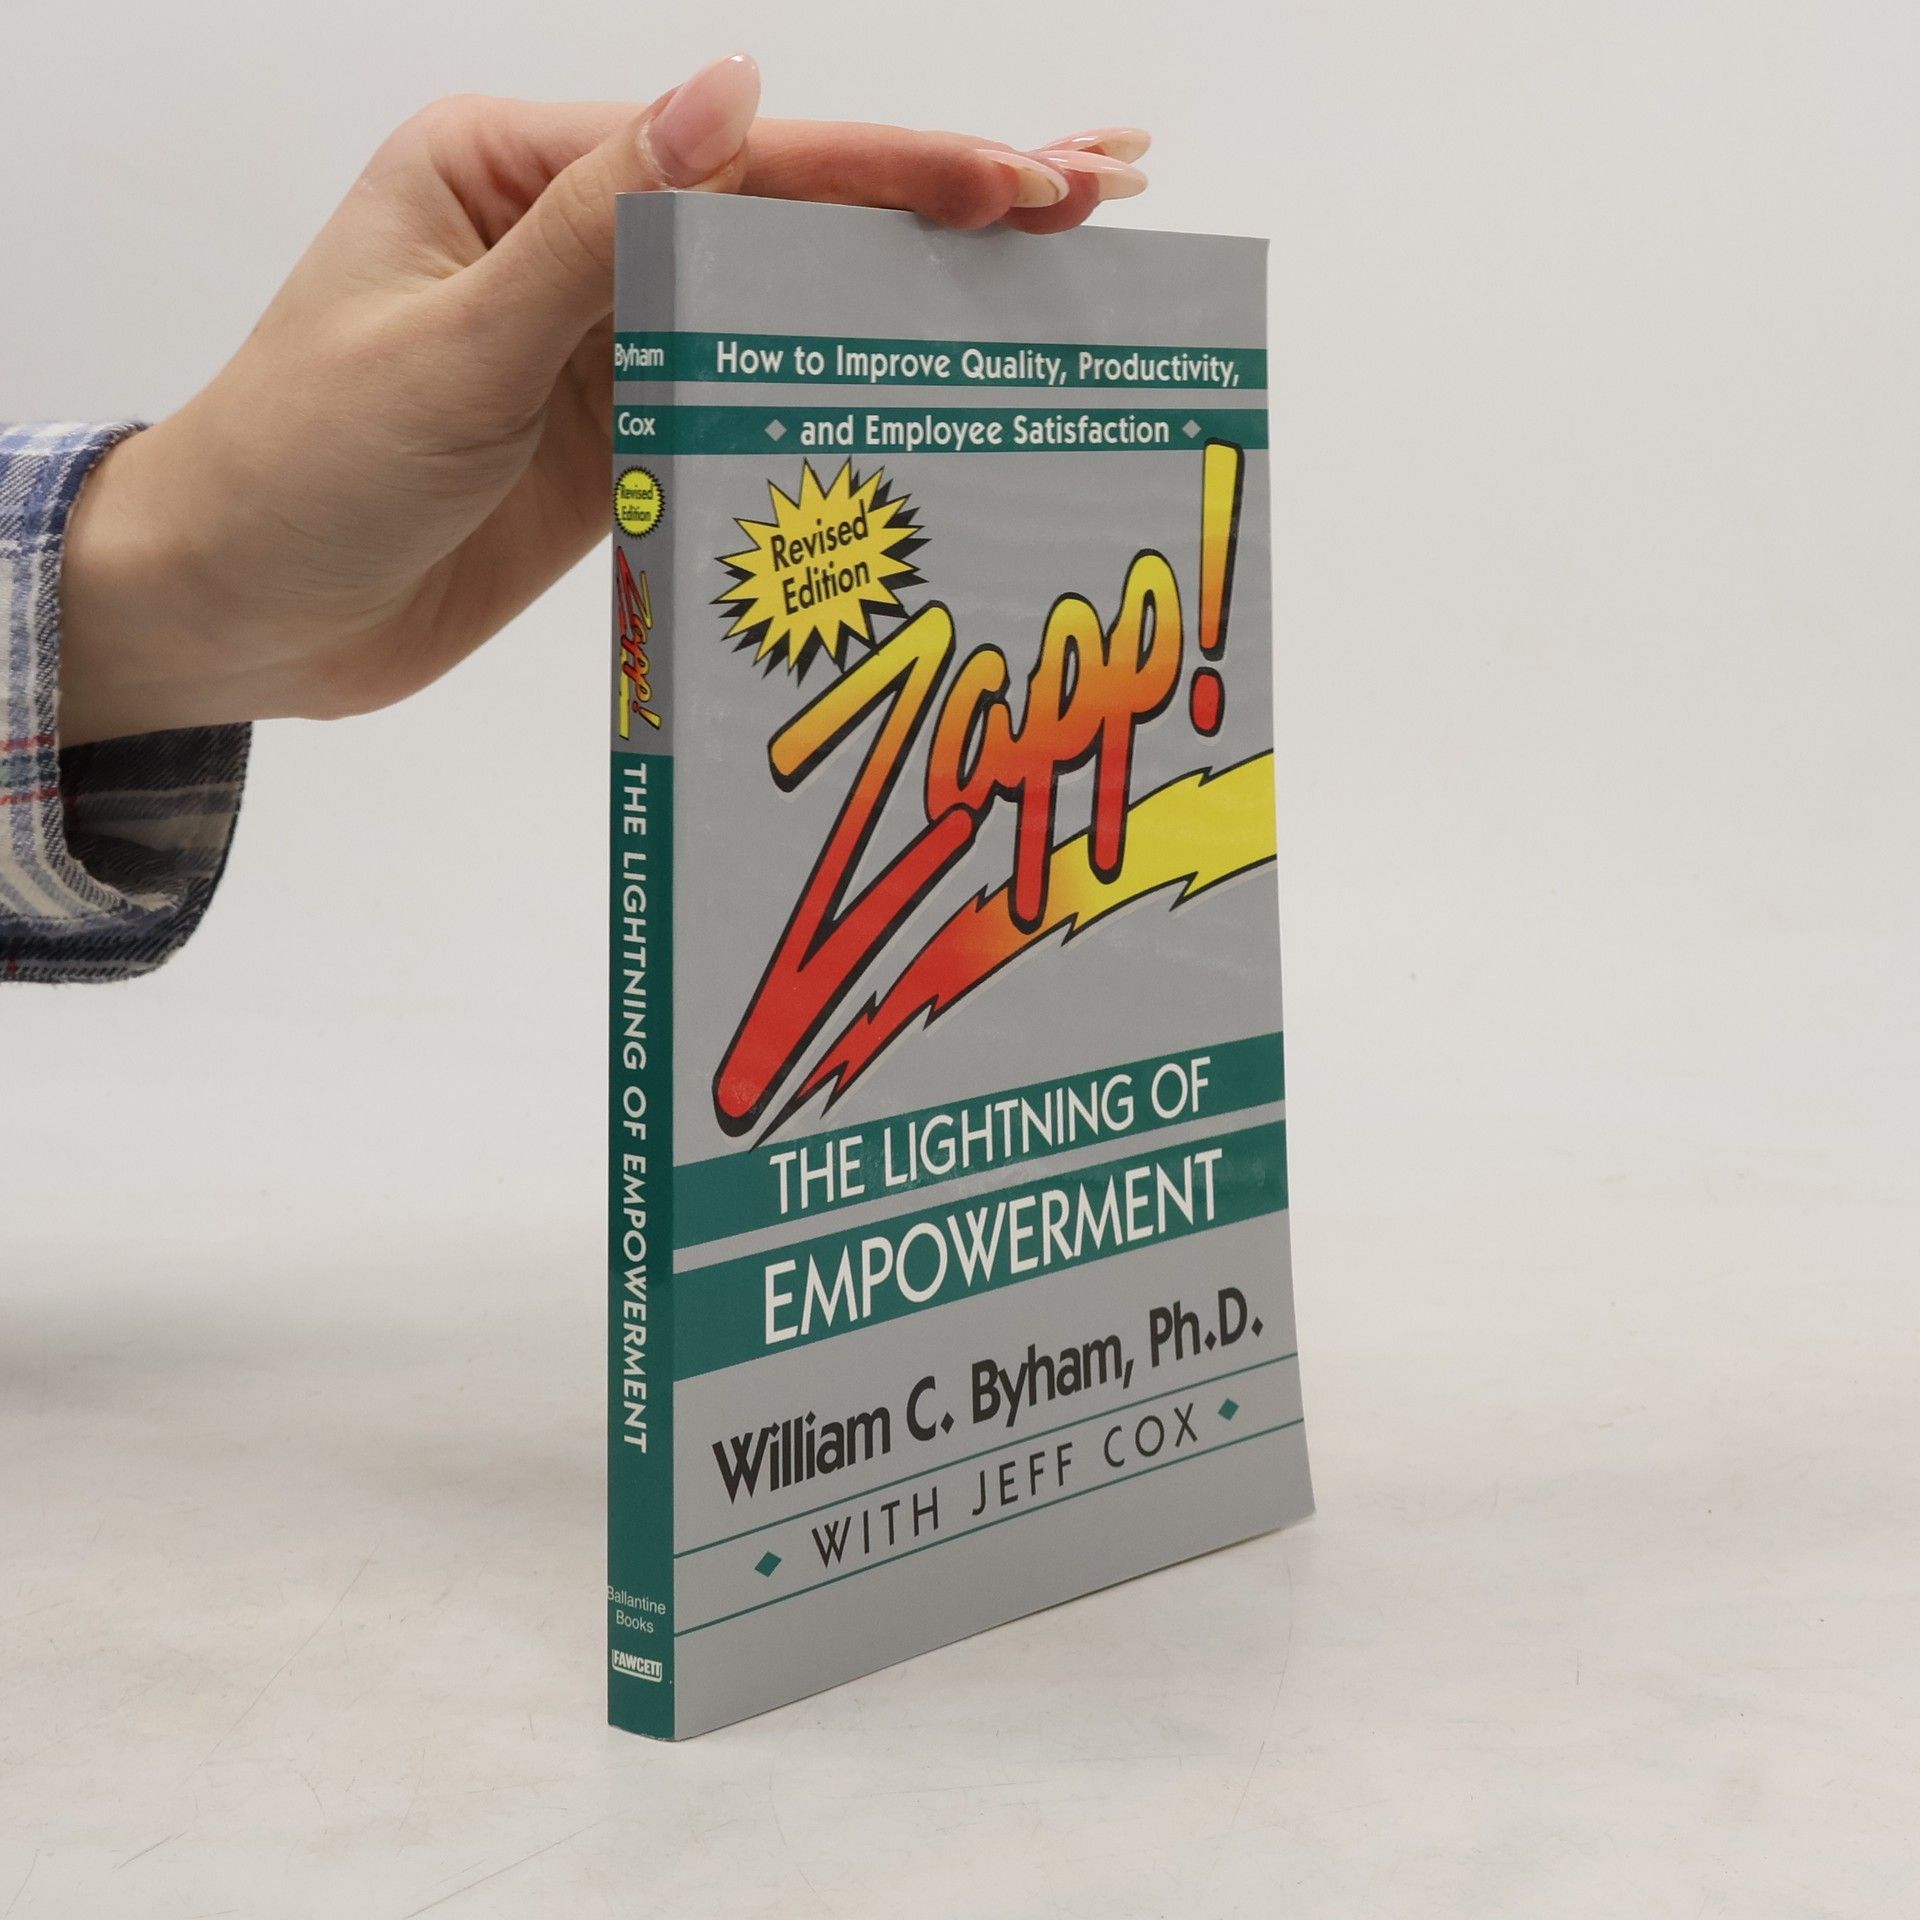 Byham
Cox
Revised
Edition
Zapp!
THE LIGHTNING OF EMPOWERMENT
Ballantine
Books
FAWCETT
How to Improve Quality, Productivity,
and Employee Satisfaction
Revised
Edition
Zapp!
THE LIGHTNING OF
EMPOWERMENT
William C. Byham, Ph.D.
WITH JEFF COX